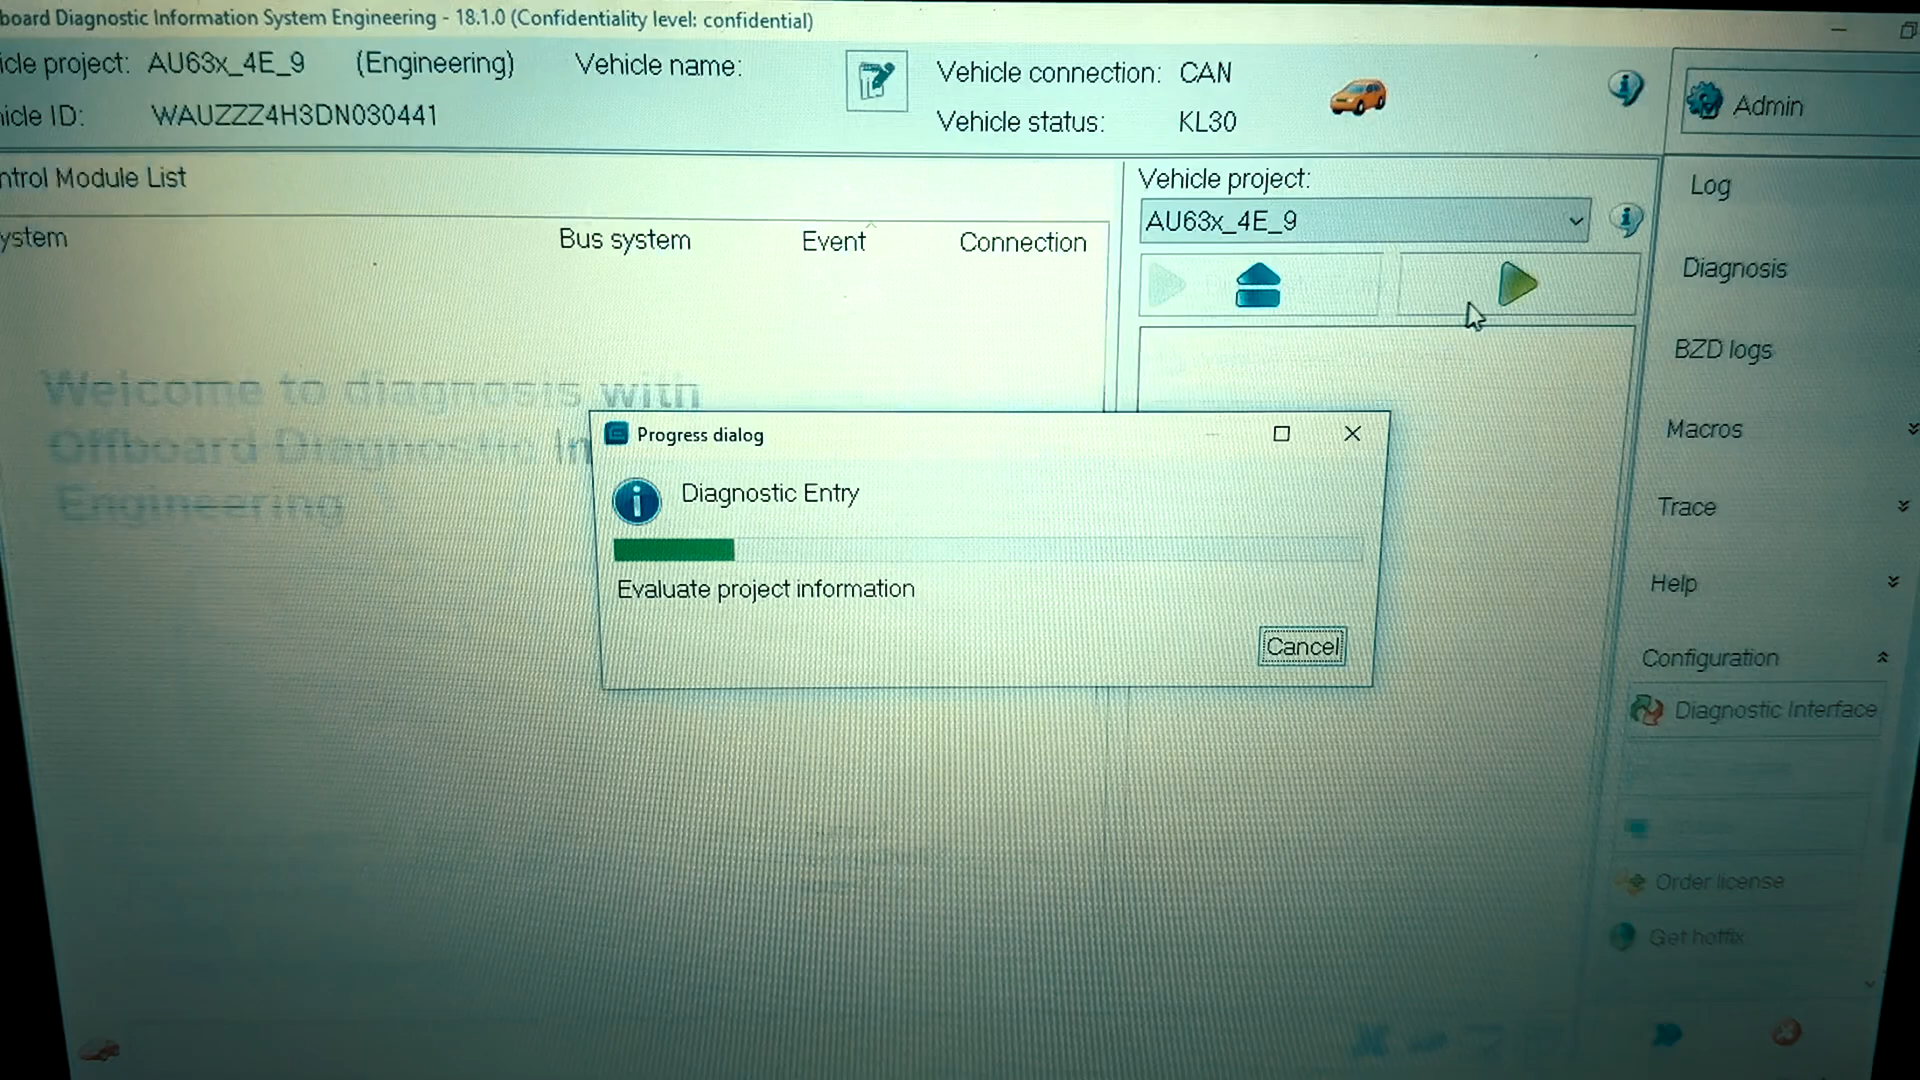 board Diagnostic Information System Engineering - 18.1.0 (Confidentiality level: confidential)
icle project: AU63x_4E_9 (Engineering) Vehicle name:
Vehicle connection: CAN
Admin
icle ID: WAUZZZ4H3DN030441
Vehicle status: KL30
ntrol Module List
Vehicle project:
Log
AU63x_4E_9
ystem Bus system Event Connection
Diagnosis
Welcome to diagnosis with
Offboard Diagnostic In
Engineering
BZD logs
Macros
Progress dialog
Diagnostic Entry
Trace
Evaluate project information
Help
Cancel
Configuration
Diagnostic Interface
Order license
Get hotfix